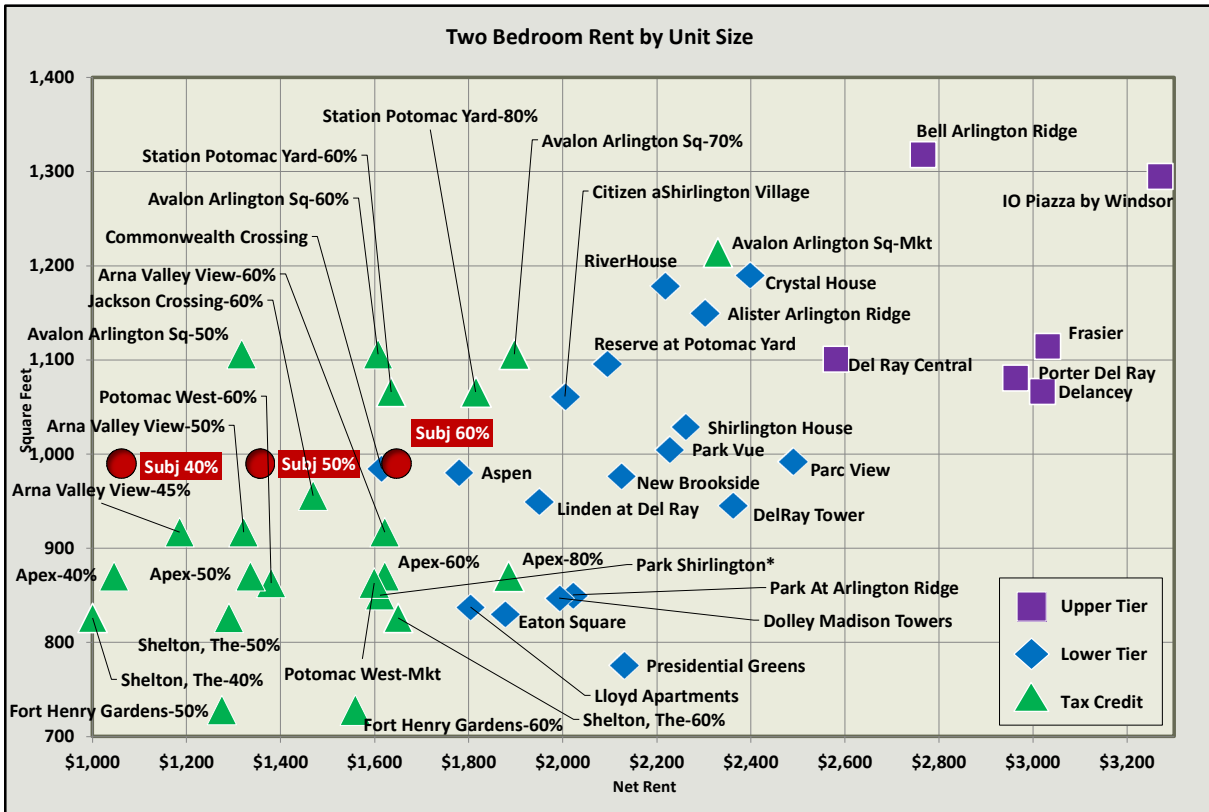 Two Bedroom Rent by Unit Size
1,400
1,300
1,200
1,100
1,000
900
800
700
Square Feet
Station Potomac Yard-80%
Station Potomac Yard-60%
Avalon Arlington Sq-70%
Bell Arlington Ridge
Avalon Arlington Sq-60%
Citizen aShirlington Village
IO Piazza by Windsor
Commonwealth Crossing
Avalon Arlington Sq-Mkt
Arna Valley View-60%
RiverHouse
Crystal House
Jackson Crossing-60%
Alister Arlington Ridge
Avalon Arlington Sq-50%
Reserve at Potomac Yard
Frasier
Del Ray Central
Porter Del Ray
Potomac West-60%
Delancey
Arna Valley View-50%
Subj 60%
Shirlington House
Subj 40%
Subj 50%
Aspen
Park Vue
Parc View
Arna Valley View-45%
New Brookside
Linden at Del Ray
DelRay Tower
Apex-40%
Apex-50%
Apex-60%
Apex-80%
Park Shirlington*
Park At Arlington Ridge
Eaton Square
Dolley Madison Towers
Shelton, The-50%
Potomac West-Mkt
Presidential Greens
Shelton, The-40%
Lloyd Apartments
Fort Henry Gardens-50%
Shelton, The-60%
Fort Henry Gardens-60%
Upper Tier
Lower Tier
Tax Credit
$1,000
$1,200
$1,400
$1,600
$1,800
$2,000
$2,200
$2,400
$2,600
$2,800
$3,000
$3,200
Net Rent